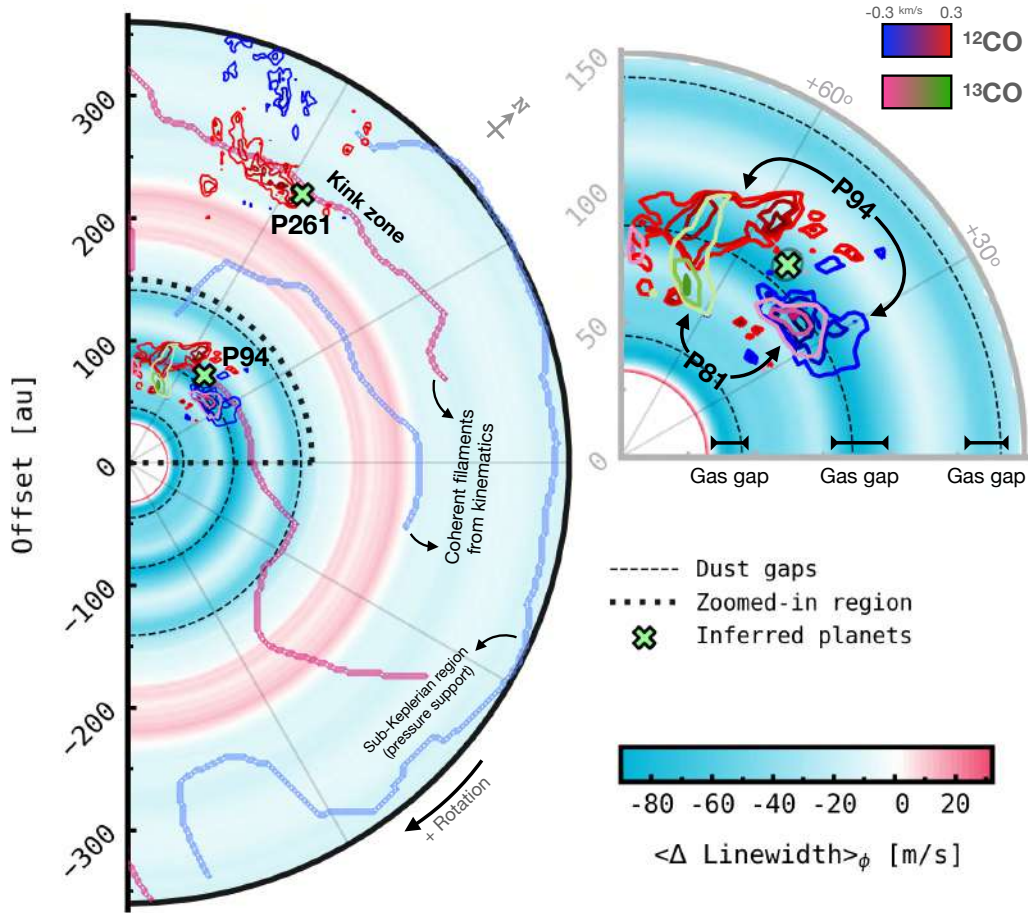 Offset [au]
300
200
100
0
-100
-200
-300
N
Kink zone
P261
P94
Coherent filaments
from kinematics
Sub-Keplerian region
(pressure support)
+ Rotation
-0.3 km/s 0.3
¹²CO
¹³CO
150
100
50
0
+60º
+30º
P94
P81
Gas gap Gas gap Gas gap
Dust gaps
Zoomed-in region
Inferred planets
-80 -60 -40 -20 0 20
<Δ Linewidth>ϕ [m/s]